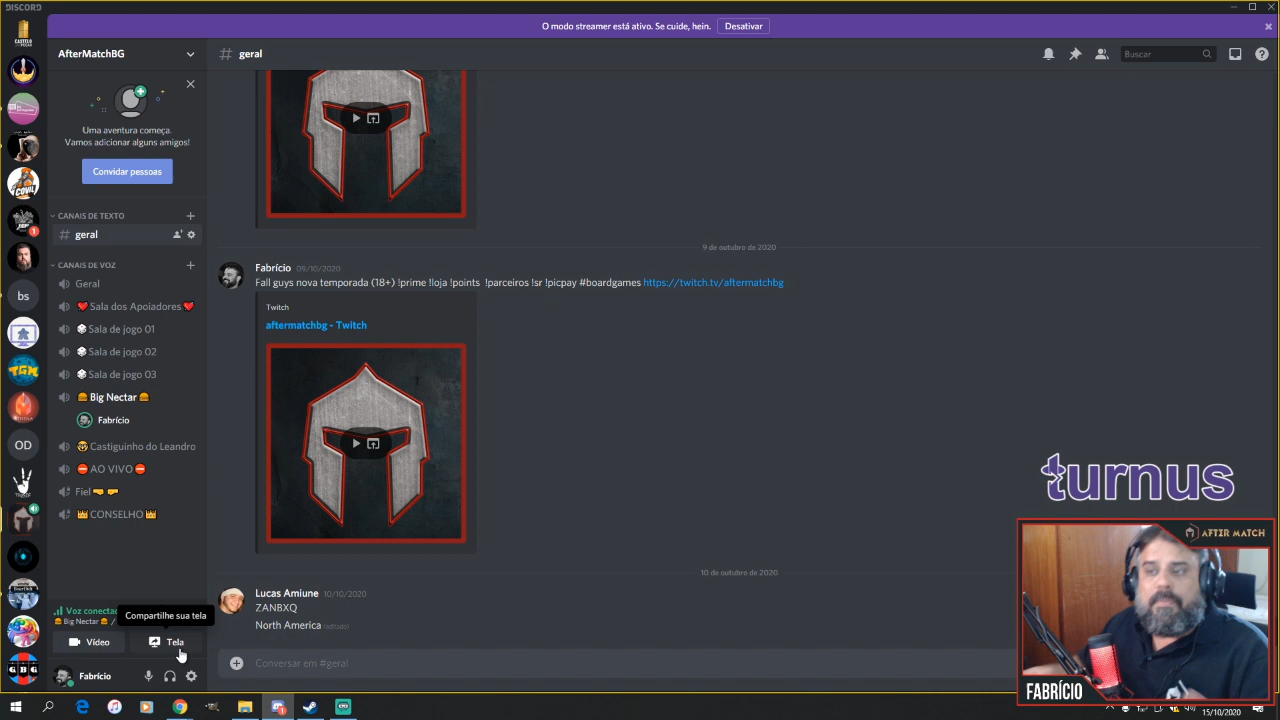 DISCORD
O modo streamer está ativo. Se cuide, hein. Desativar
AfterMatchBG
# geral
Buscar
Uma aventura começa.
Vamos adicionar alguns amigos!
Convidar pessoas
CANAIS DE TEXTO
# geral
CANAIS DE VOZ
Geral
Sala dos Apoiadores
Sala de jogo 01
Sala de jogo 02
Sala de jogo 03
Big Nectar
Fabrício
Castiguinho do Leandro
AO VIVO
Fiel
CONSELHO
bs
TGM
OD
GBG
9 de outubro de 2020
Fabrício 09/10/2020
Fall guys nova temporada (18+) !prime !loja !points !parceiros !sr !picpay #boardgames https://twitch.tv/aftermatchbg
Twitch
aftermatchbg - Twitch
10 de outubro de 2020
Lucas Amiune 10/10/2020
ZANBXQ
North America (editado)
Conversar em #geral
Voz conectad
Compartilhe sua tela
Big Nectar /
Vídeo
Tela
Fabrício
turnus
AFTER MATCH
FABRÍCIO
15/10/2020